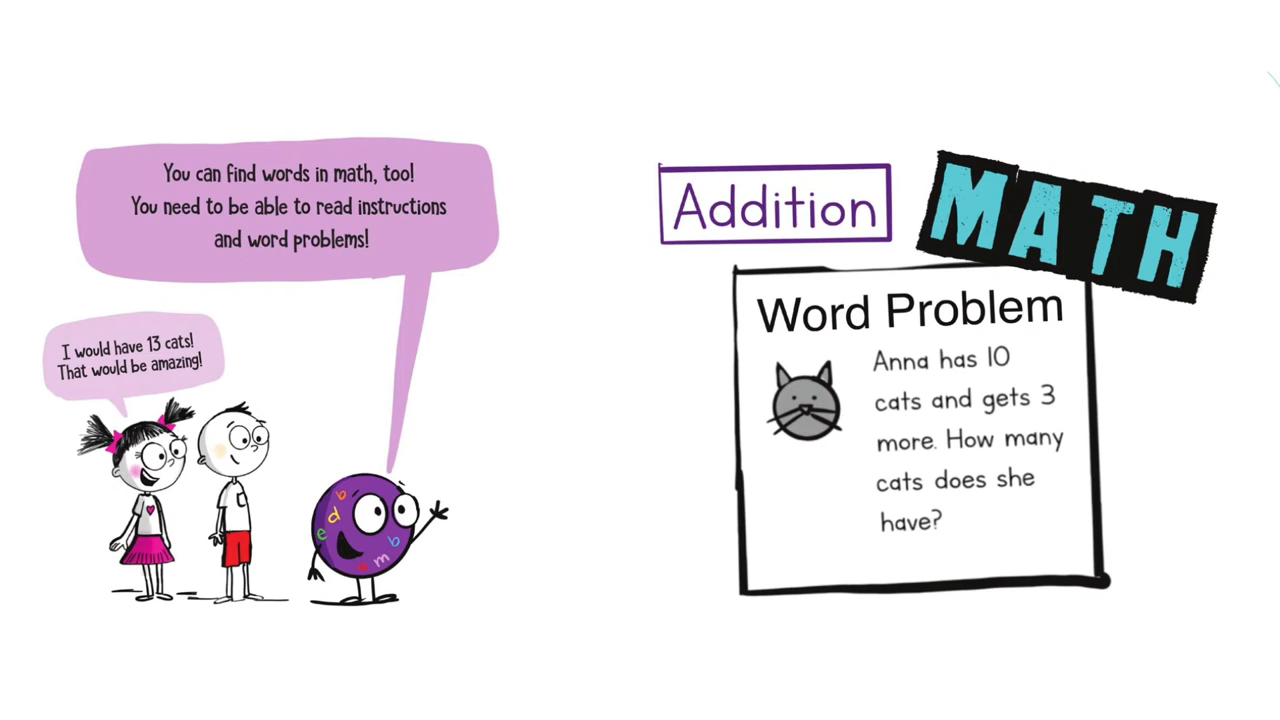 You can find words in math, too!
You need to be able to read instructions
and word problems!
I would have 13 cats!
That would be amazing!
b
d
e
b
m
Addition
MATH
Word Problem
Anna has 10
cats and gets 3
more. How many
cats does she
have?